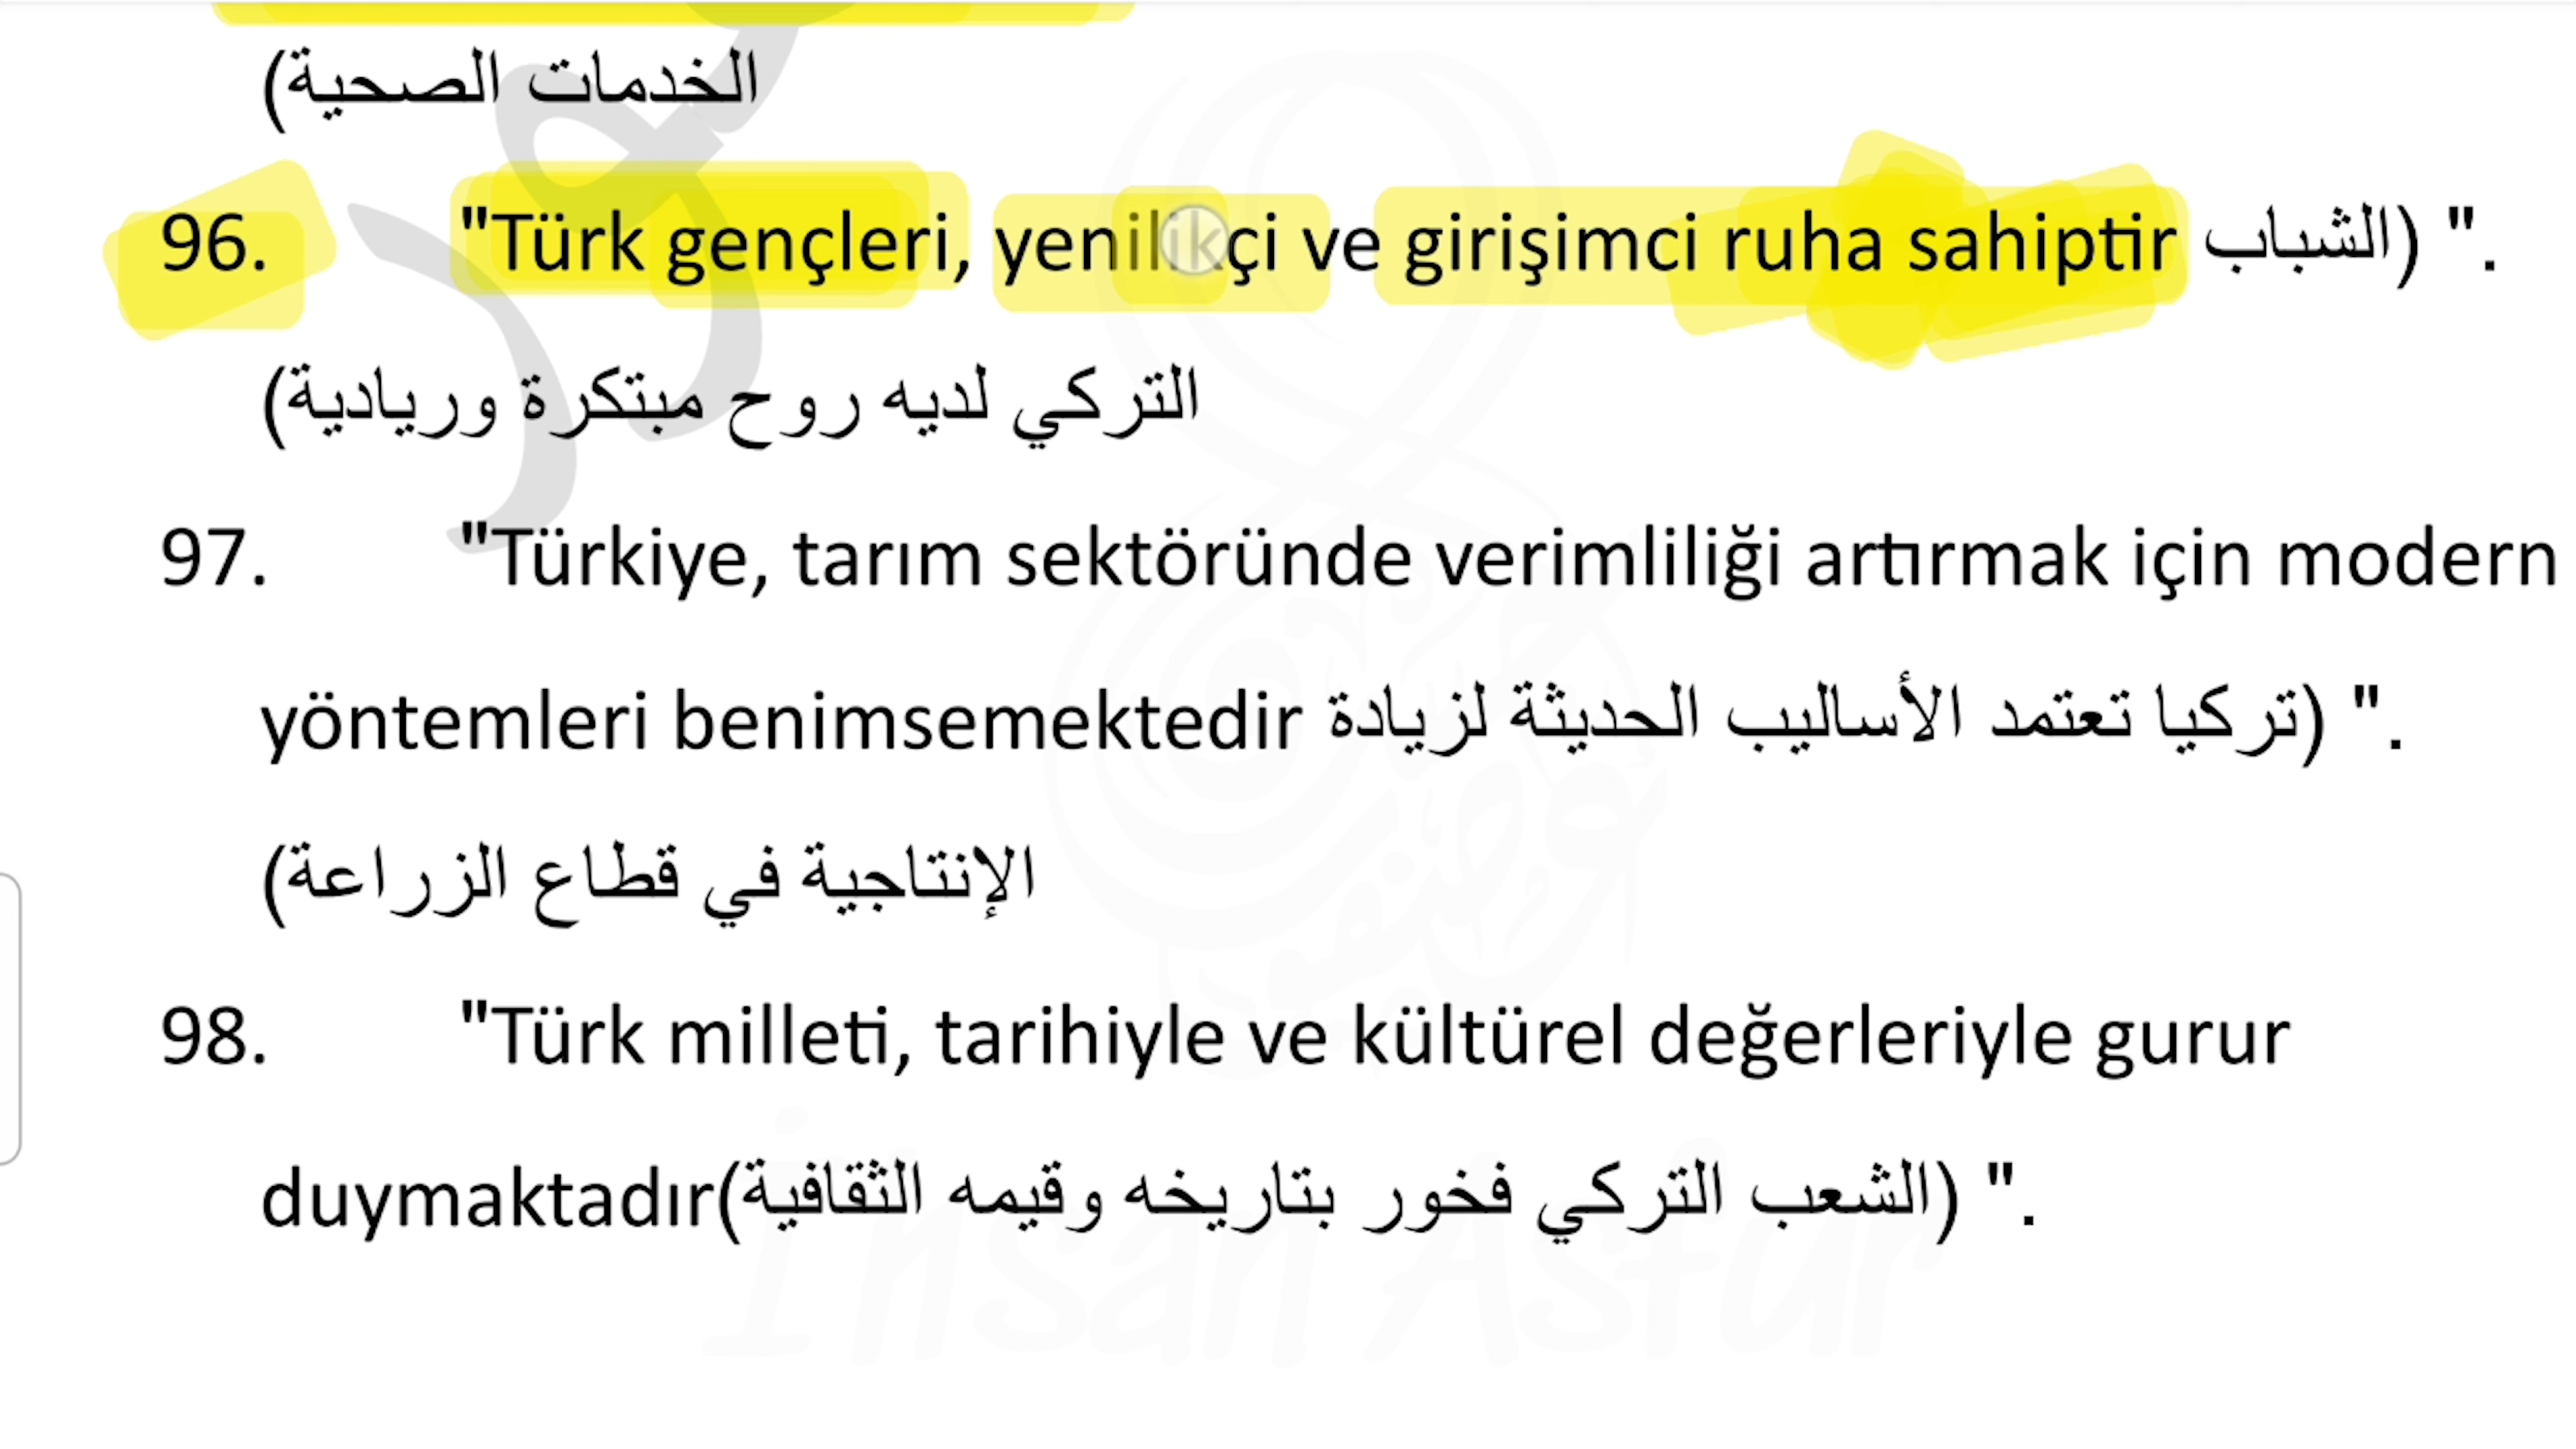 الخدمات الصحية)
96. "Türk gençleri, yenilikçi ve girişimci ruha sahiptir (الشباب ".
التركي لديه روح مبتكرة وريادية)
97. "Türkiye, tarım sektöründe verimliliği artırmak için modern
yöntemleri benimsemektedir (تركيا تعتمد الأساليب الحديثة لزيادة ".
الإنتاجية في قطاع الزراعة)
98. "Türk milleti, tarihiyle ve kültürel değerleriyle gurur
duymaktadır(الشعب التركي فخور بتاريخه وقيمه الثقافية) ".
İhsan Asfur